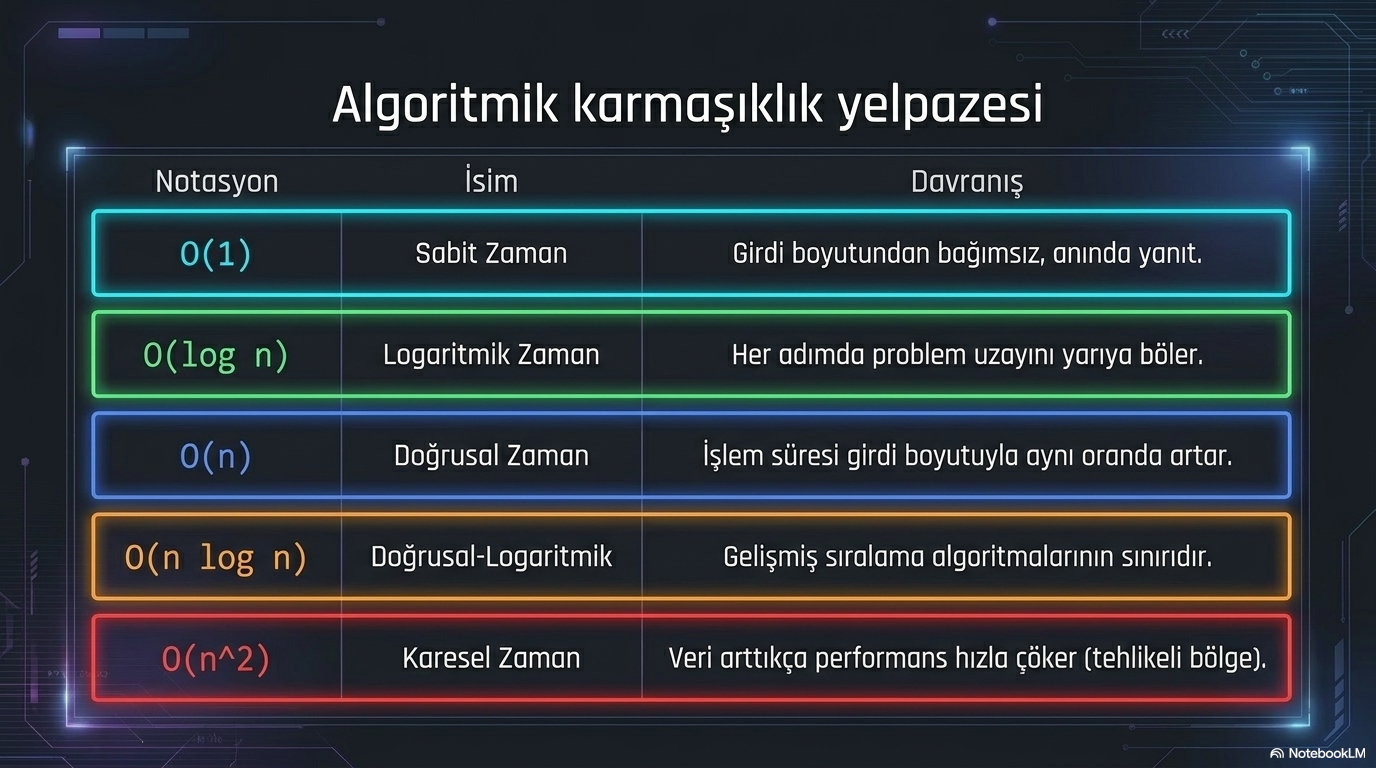 Algoritmik karmaşıklık yelpazesi
Notasyon İsim Davranış
O(1) Sabit Zaman Girdi boyutundan bağımsız, anında yanıt.
O(log n) Logaritmik Zaman Her adımda problem uzayını yarıya böler.
O(n) Doğrusal Zaman İşlem süresi girdi boyutuyla aynı oranda artar.
O(n log n) Doğrusal-Logaritmik Gelişmiş sıralama algoritmalarının sınırıdır.
O(n^2) Karesel Zaman Veri arttıkça performans hızla çöker (tehlikeli bölge).
NotebookLM